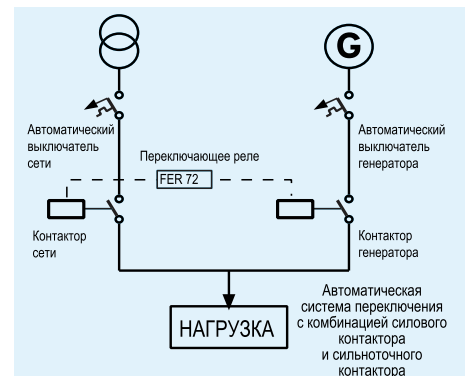 G
Автоматический
выключатель
сети
Автоматический
выключатель
генератора
Переключающее реле
FER 72
Контактор
сети
Контактор
генератора
НАГРУЗКА
Автоматическая
система переключения
с комбинацией силового
контактора
и сильноточного
контактора